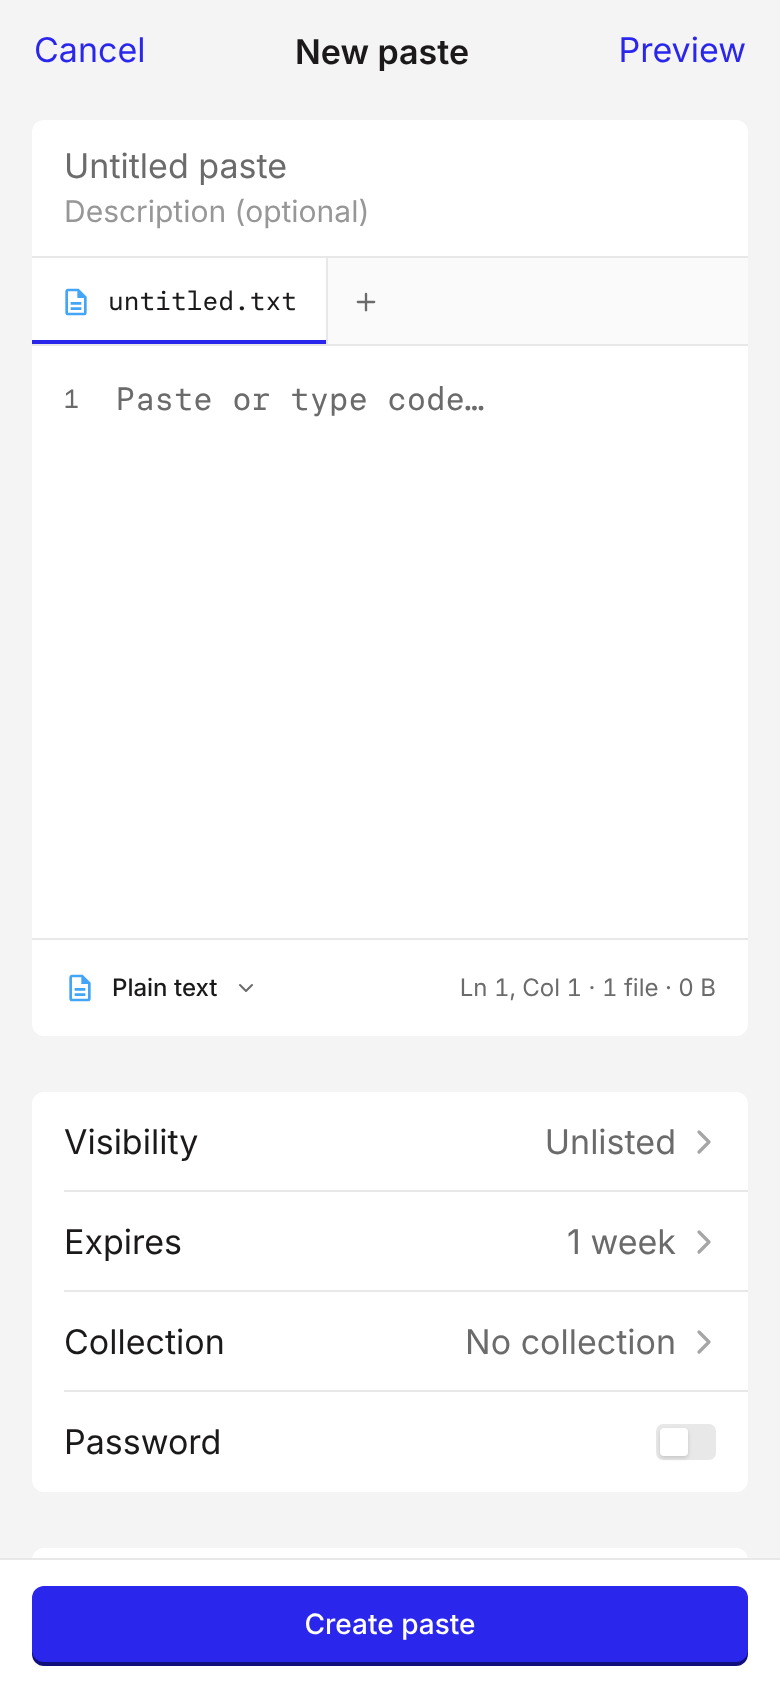 Cancel New paste Preview
Untitled paste
Description (optional)
untitled.txt +
1 Paste or type code…
Plain text Ln 1, Col 1 · 1 file · 0 B
Visibility Unlisted
Expires 1 week
Collection No collection
Password
Create paste